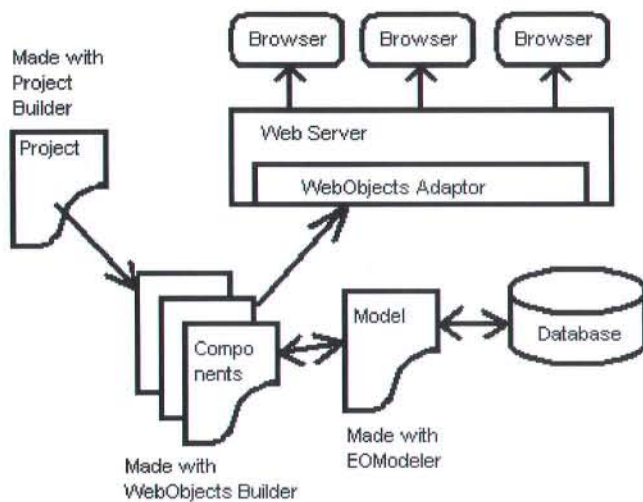 Browser
Browser
Browser
Made with
Project
Builder
Project
Web Server
WebObjects Adaptor
Model
Database
Compo
nents
Made with
EOModeler
Made with
WebObjects Builder